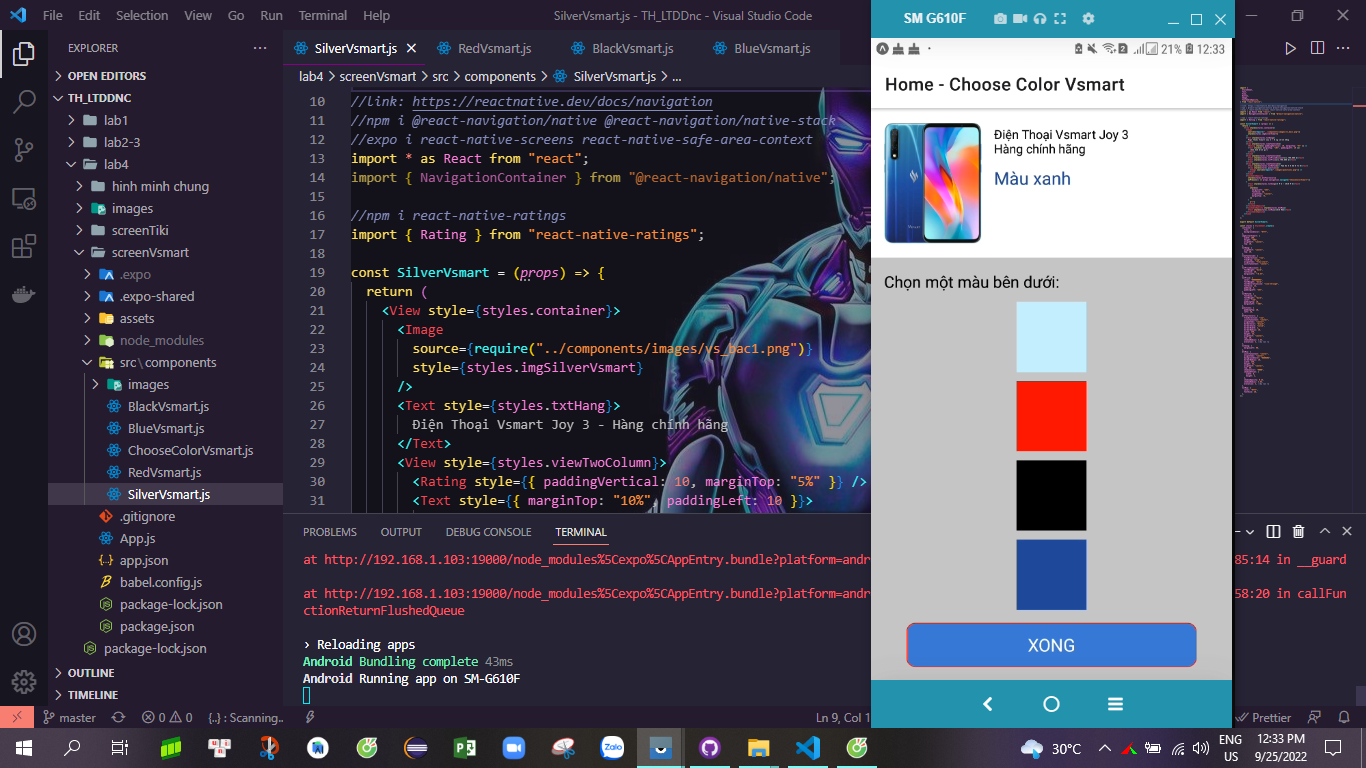 File Edit Selection View Go Run Terminal Help
SilverVsmart.js - TH_LTDDnc - Visual Studio Code
EXPLORER
OPEN EDITORS
TH_LTDDNC
lab1
lab2-3
lab4
hinh minh chung
images
screenTiki
screenVsmart
.expo
.expo-shared
assets
node_modules
src\components
images
BlackVsmart.js
BlueVsmart.js
ChooseColorVsmart.js
RedVsmart.js
SilverVsmart.js
.gitignore
App.js
app.json
babel.config.js
package-lock.json
package.json
package-lock.json
OUTLINE
TIMELINE
SilverVsmart.js RedVsmart.js BlackVsmart.js BlueVsmart.js
lab4 > screenVsmart > src > components > SilverVsmart.js > ...
10 //link: https://reactnative.dev/docs/navigation
11 //npm i @react-navigation/native @react-navigation/native-stack
12 //expo i react-native-screens react-native-safe-area-context
13 import * as React from "react";
14 import { NavigationContainer } from "@react-navigation/native";
15
16 //npm i react-native-ratings
17 import { Rating } from "react-native-ratings";
18
19 const SilverVsmart = (props) => {
20 return (
21 <View style={styles.container}>
22 <Image
23 source={require("../components/images/vs_bac1.png")}
24 style={styles.imgSilverVsmart}
25 />
26 <Text style={styles.txtHang}>
27 Điện Thoại Vsmart Joy 3 - Hàng chính hãng
28 </Text>
29 <View style={styles.viewTwoColumn}>
30 <Rating style={{ paddingVertical: 10, marginTop: "5%" }} />
31 <Text style={{ marginTop: "10%", paddingLeft: 10 }}>
PROBLEMS OUTPUT DEBUG CONSOLE TERMINAL
at http://192.168.1.103:19000/node_modules%5Cexpo%5CAppEntry.bundle?platform=andr
85:14 in __guard
at http://192.168.1.103:19000/node_modules%5Cexpo%5CAppEntry.bundle?platform=andr
58:20 in callFun
ctionReturnFlushedQueue
› Reloading apps
Android Bundling complete 43ms
Android Running app on SM-G610F
SM G610F
21% 12:33
Home - Choose Color Vsmart
Điện Thoại Vsmart Joy 3
Hàng chính hãng
Màu xanh
Chọn một màu bên dưới:
XONG
master 0 0 {..} : Scanning.. Ln 9, Col 1 Prettier
Zalo
30°C
ENG
US
12:33 PM
9/25/2022